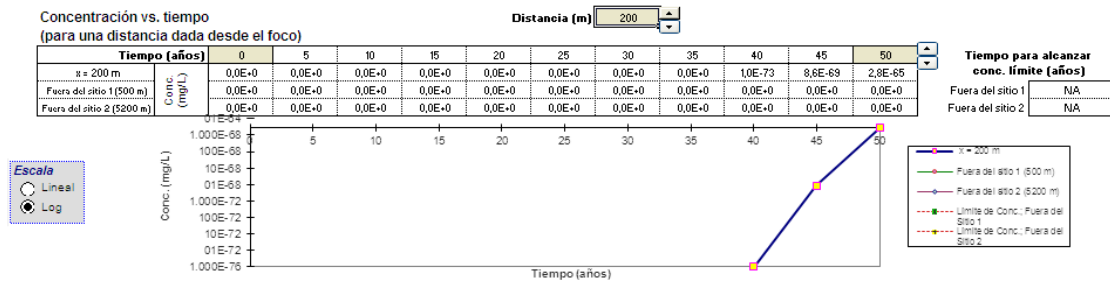 Concentración vs. tiempo
(para una distancia dada desde el foco)
Distancia (m) 200
Tiempo (años) 0 5 10 15 20 25 30 35 40 45 50
Conc. (mg/L)
x = 200 m 0,0E+0 0,0E+0 0,0E+0 0,0E+0 0,0E+0 0,0E+0 0,0E+0 0,0E+0 1,0E-73 8,6E-69 2,8E-65
Fuera del sitio 1 (500 m) 0,0E+0 0,0E+0 0,0E+0 0,0E+0 0,0E+0 0,0E+0 0,0E+0 0,0E+0 0,0E+0 0,0E+0 0,0E+0
Fuera del sitio 2 (5200 m) 0,0E+0 0,0E+0 0,0E+0 0,0E+0 0,0E+0 0,0E+0 0,0E+0 0,0E+0 0,0E+0 0,0E+0 0,0E+0
Tiempo para alcanzar
conc. límite (años)
Fuera del sitio 1 NA
Fuera del sitio 2 NA
Escala
Lineal
Log
Conc. (mg/L)
01E-64
1.000E-68
10E-68
01E-68
1.000E-72
100E-72
10E-72
01E-72
1.000E-76
0 5 10 15 20 25 30 35 40 45 50
Tiempo (años)
x = 200 m
Fuera del sitio 1 (500 m)
Fuera del sitio 2 (5200 m)
Límite de Conc.; Fuera del
Sitio 1
Límite de Conc.; Fuera del
Sitio 2